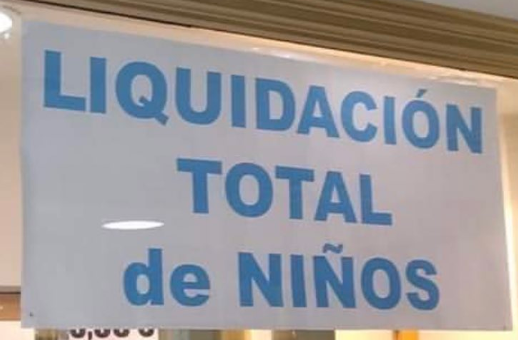 LIQUIDACIÓN
TOTAL
de NIÑOS